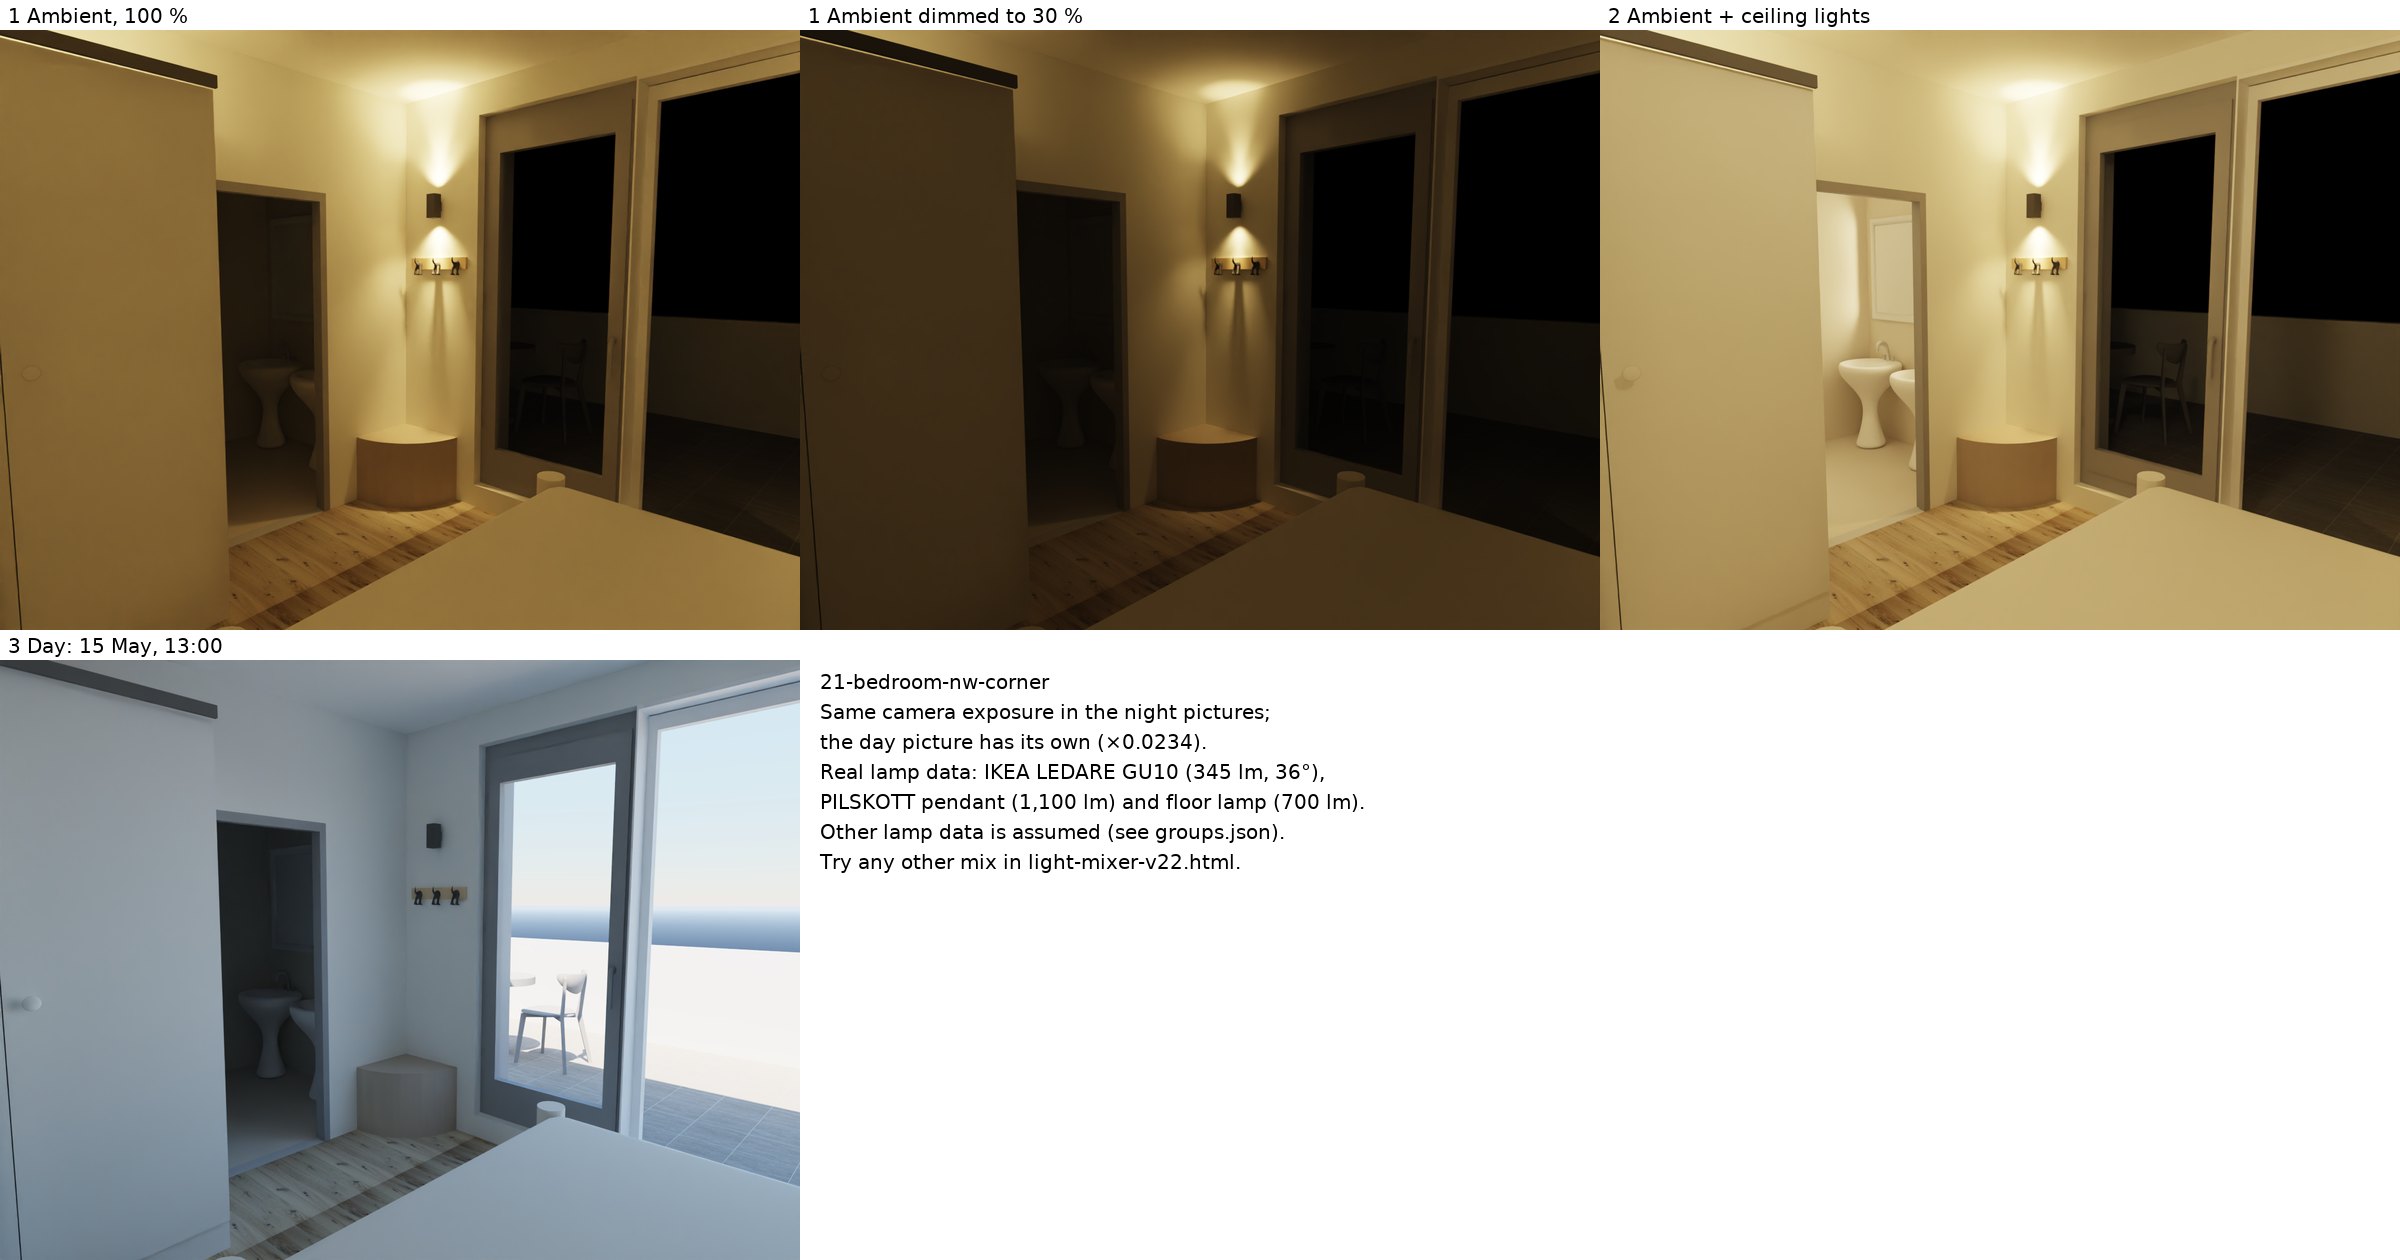 1 Ambient, 100 %
1 Ambient dimmed to 30 %
2 Ambient + ceiling lights
3 Day: 15 May, 13:00
21-bedroom-nw-corner
Same camera exposure in the night pictures;
the day picture has its own (×0.0234).
Real lamp data: IKEA LEDARE GU10 (345 lm, 36°),
PILSKOTT pendant (1,100 lm) and floor lamp (700 lm).
Other lamp data is assumed (see groups.json).
Try any other mix in light-mixer-v22.html.